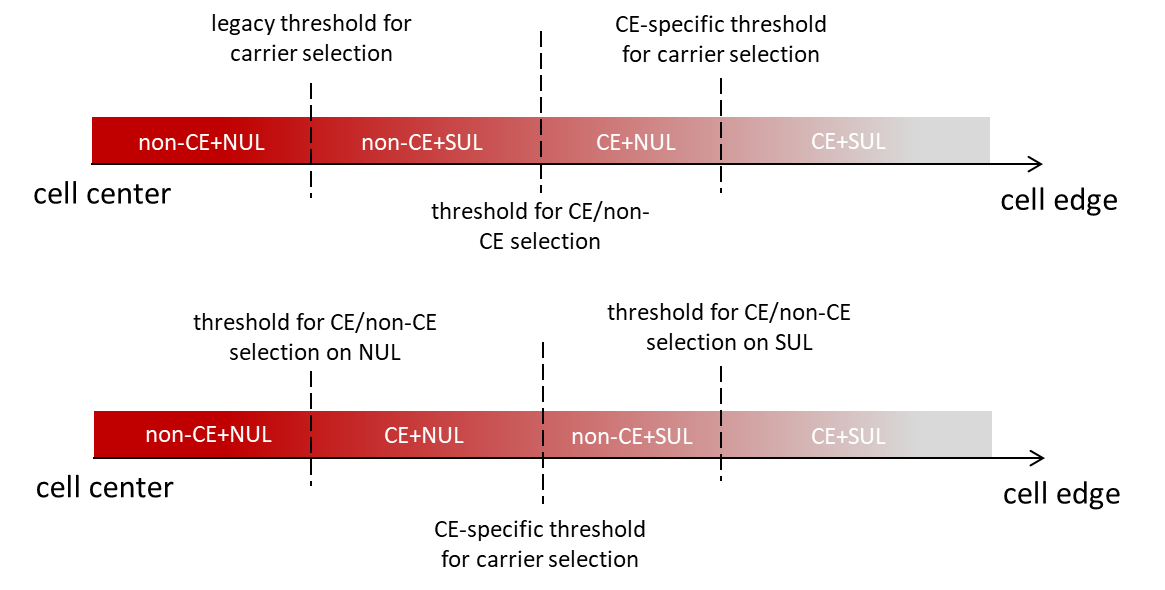 legacy threshold for
carrier selection
CE-specific threshold
for carrier selection
non-CE+NUL
non-CE+SUL
CE+NUL
CE+SUL
cell center
cell edge
threshold for CE/non-
CE selection
threshold for CE/non-CE
selection on NUL
threshold for CE/non-CE
selection on SUL
non-CE+NUL
CE+NUL
non-CE+SUL
CE+SUL
cell center
cell edge
CE-specific threshold
for carrier selection